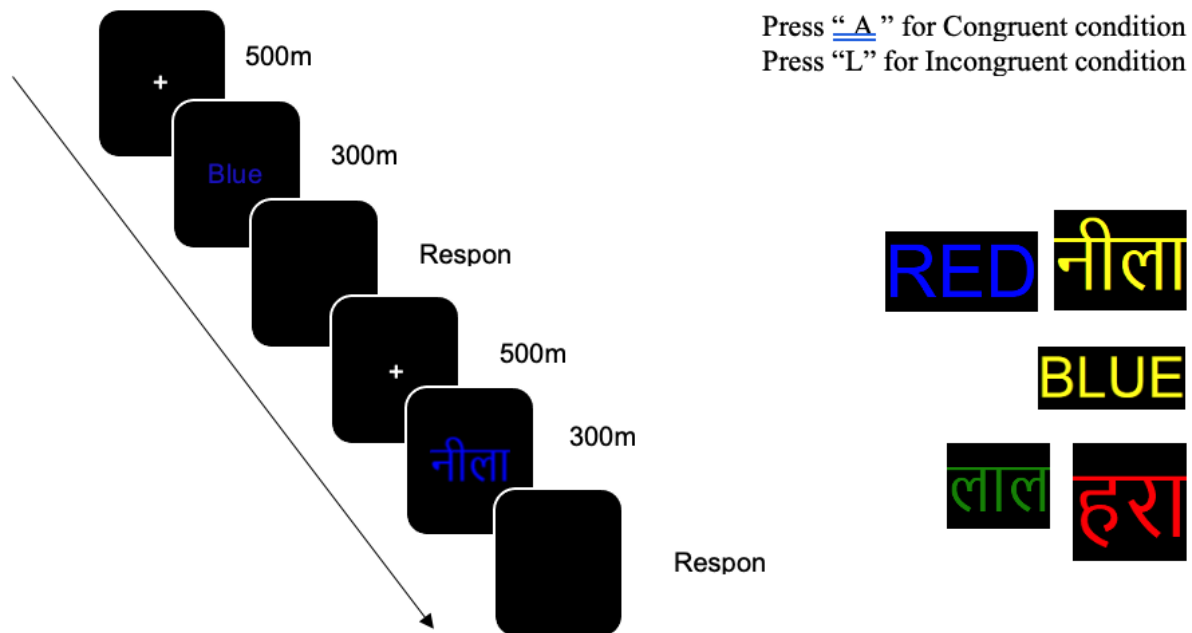 Press “ A ” for Congruent condition
Press “L” for Incongruent condition
+
500m
Blue
300m
Respon
+
500m
नीला
300m
Respon
RED
नीला
BLUE
लाल
हरा